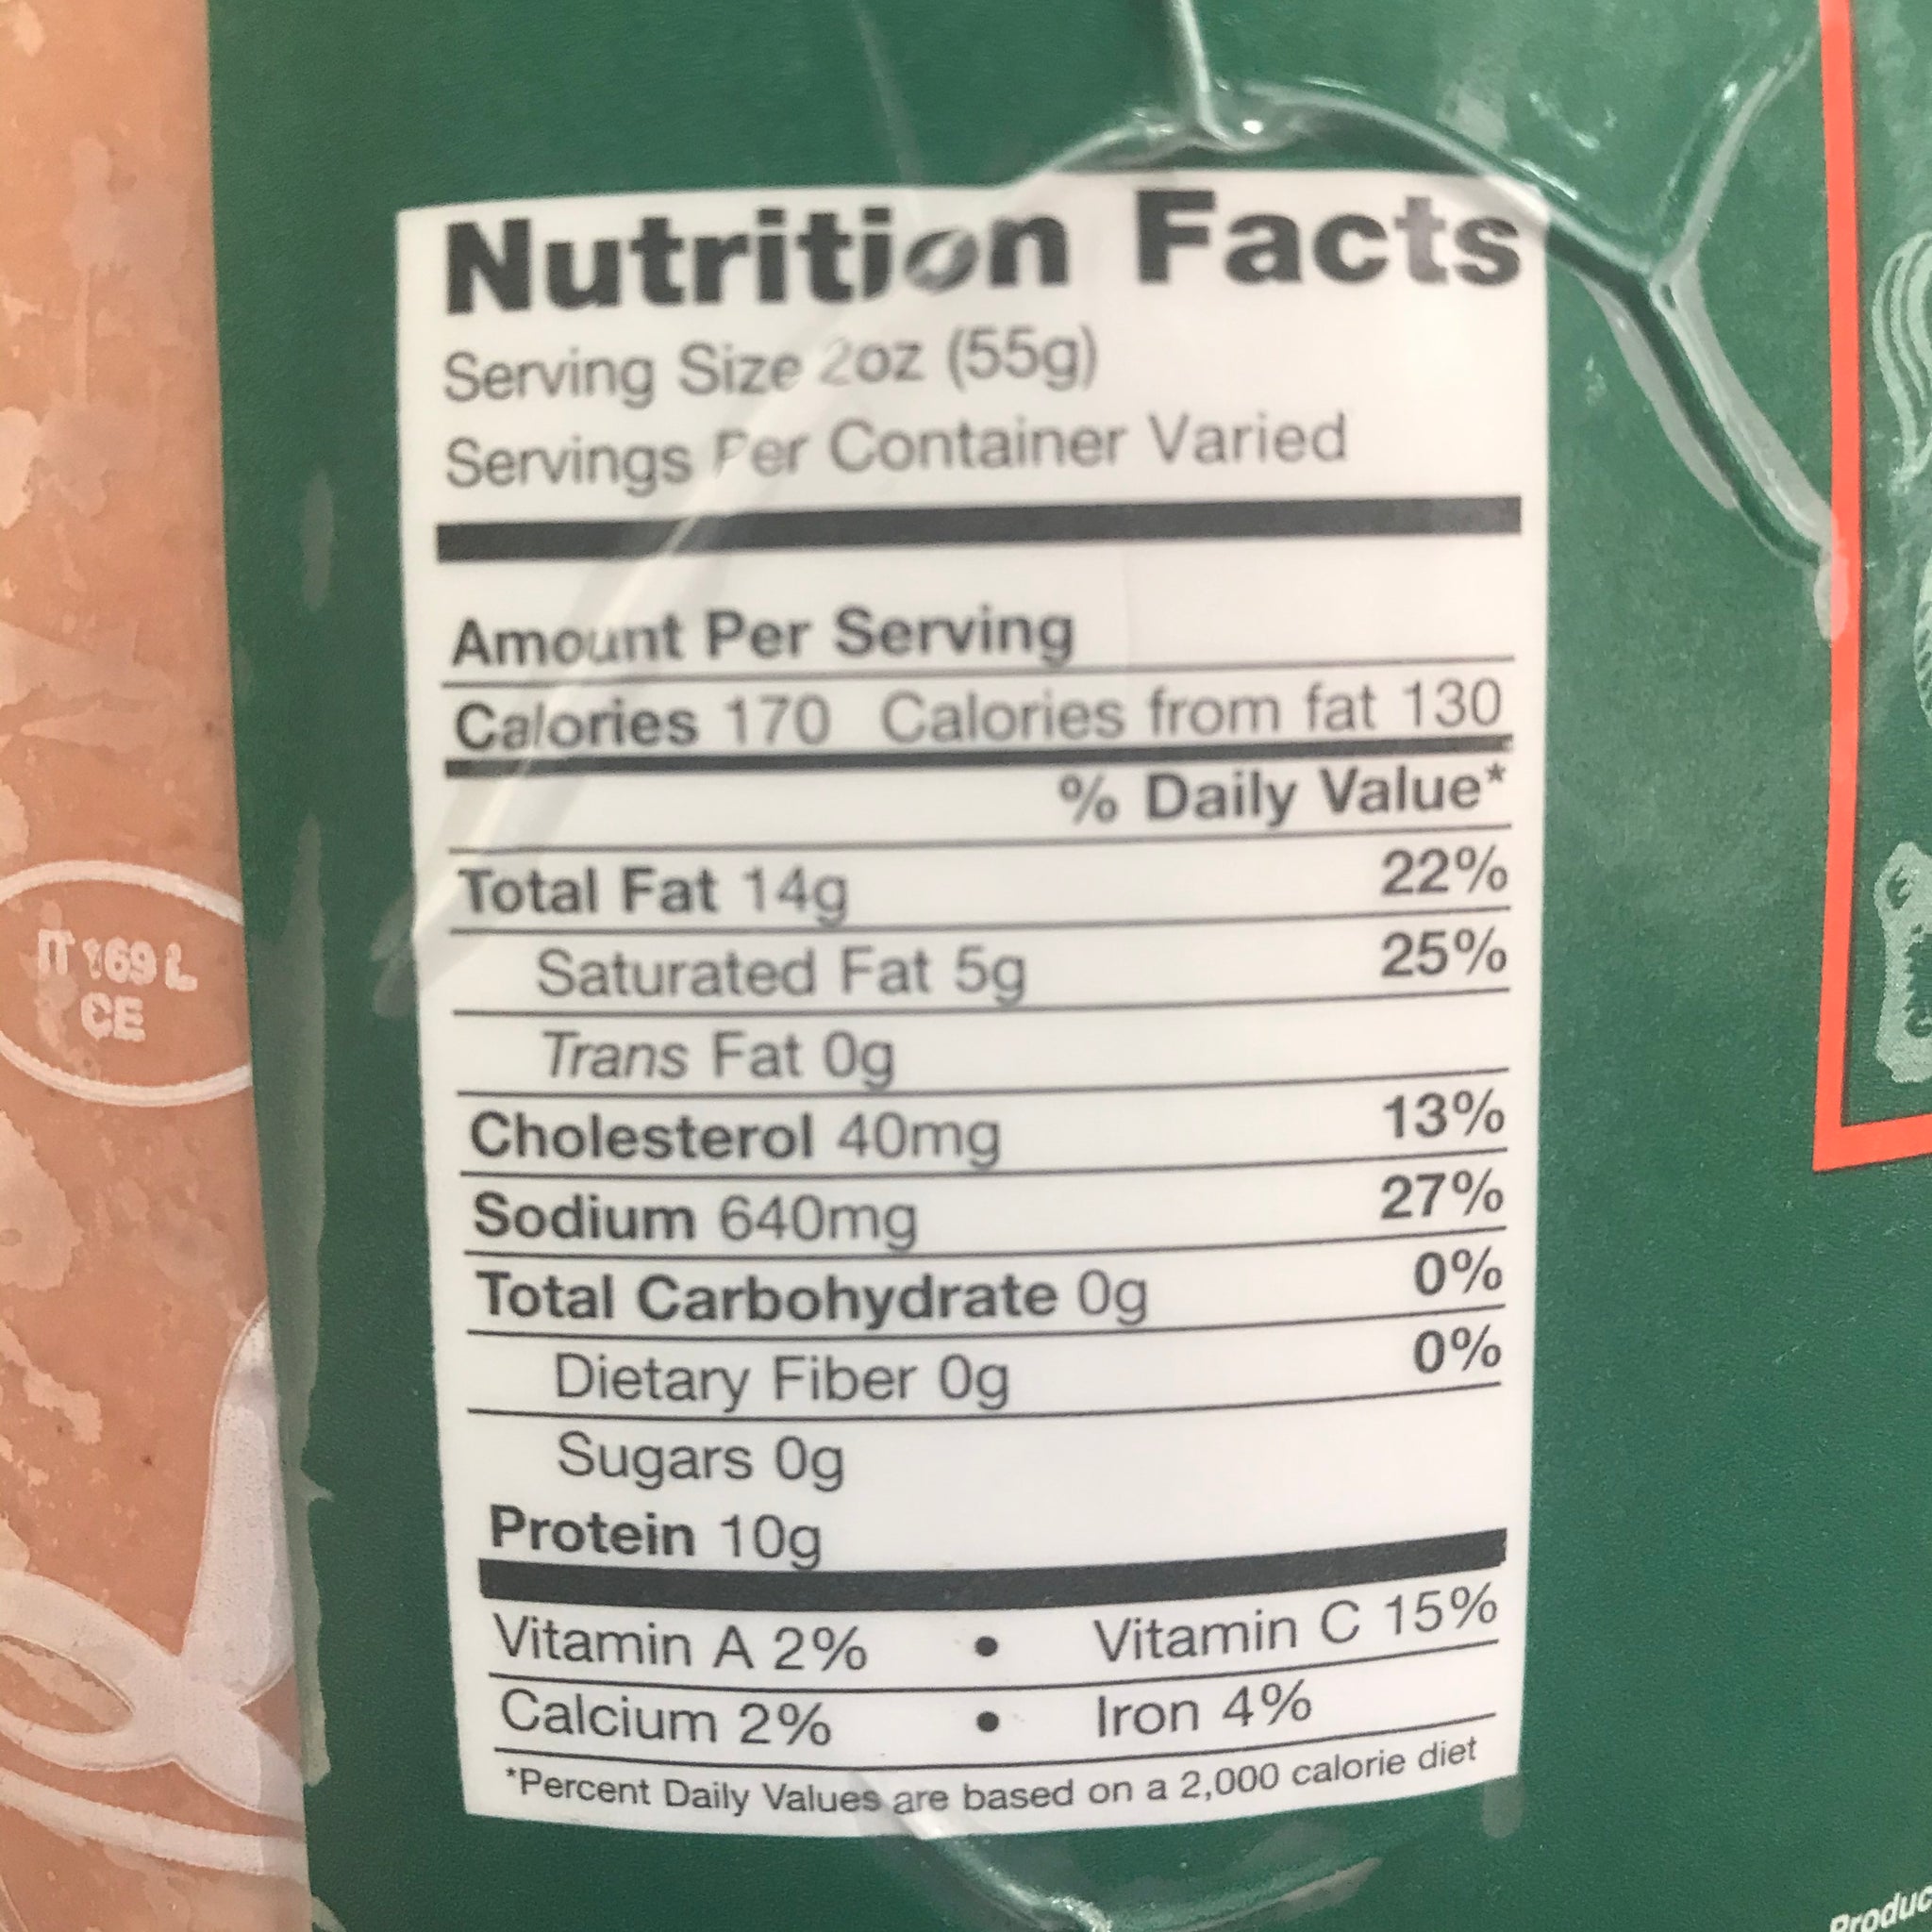 Nutrition Facts
Serving Size 2oz (55g)
Servings Per Container Varied
Amount Per Serving
Calories 170 Calories from fat 130
% Daily Value*
Total Fat 14g 22%
Saturated Fat 5g 25%
Trans Fat 0g
Cholesterol 40mg 13%
Sodium 640mg 27%
Total Carbohydrate 0g 0%
Dietary Fiber 0g 0%
Sugars 0g
Protein 10g
Vitamin A 2% • Vitamin C 15%
Calcium 2% • Iron 4%
*Percent Daily Values are based on a 2,000 calorie diet
IT
CE
Produc